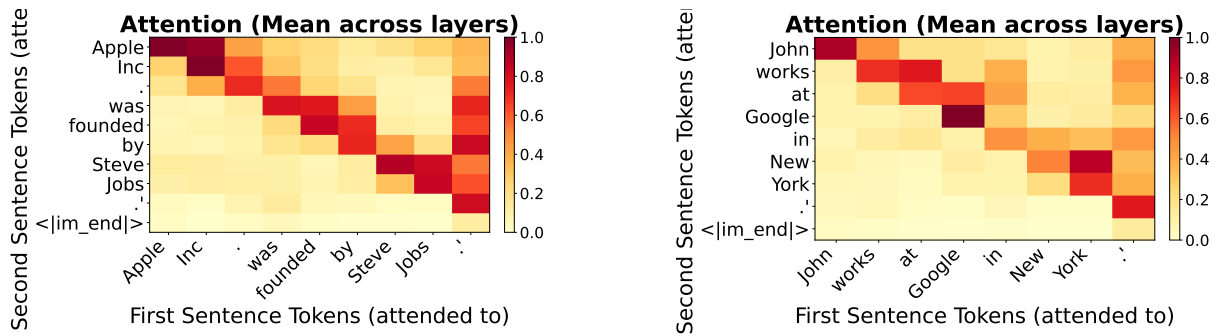 Attention (Mean across layers)
Second Sentence Tokens (atte
Apple
Inc
.
was
founded
by
Steve
Jobs
.'
<|im_end|>
1.0
0.8
0.6
0.4
0.2
0.0
Apple
Inc
.
was
founded
by
Steve
Jobs
.'
First Sentence Tokens (attended to)
Attention (Mean across layers)
Second Sentence Tokens (atte
John
works
at
Google
in
New
York
.'
<|im_end|>
1.0
0.8
0.6
0.4
0.2
0.0
John
works
at
Google
in
New
York
.'
First Sentence Tokens (attended to)